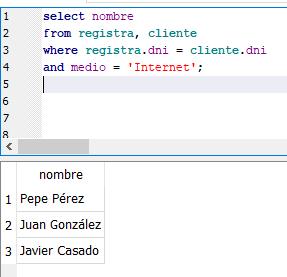 1 select nombre
2 from registra, cliente
3 where registra.dni = cliente.dni
4 and medio = 'Internet';
5
6
7
8
nombre
1 Pepe Pérez
2 Juan González
3 Javier Casado